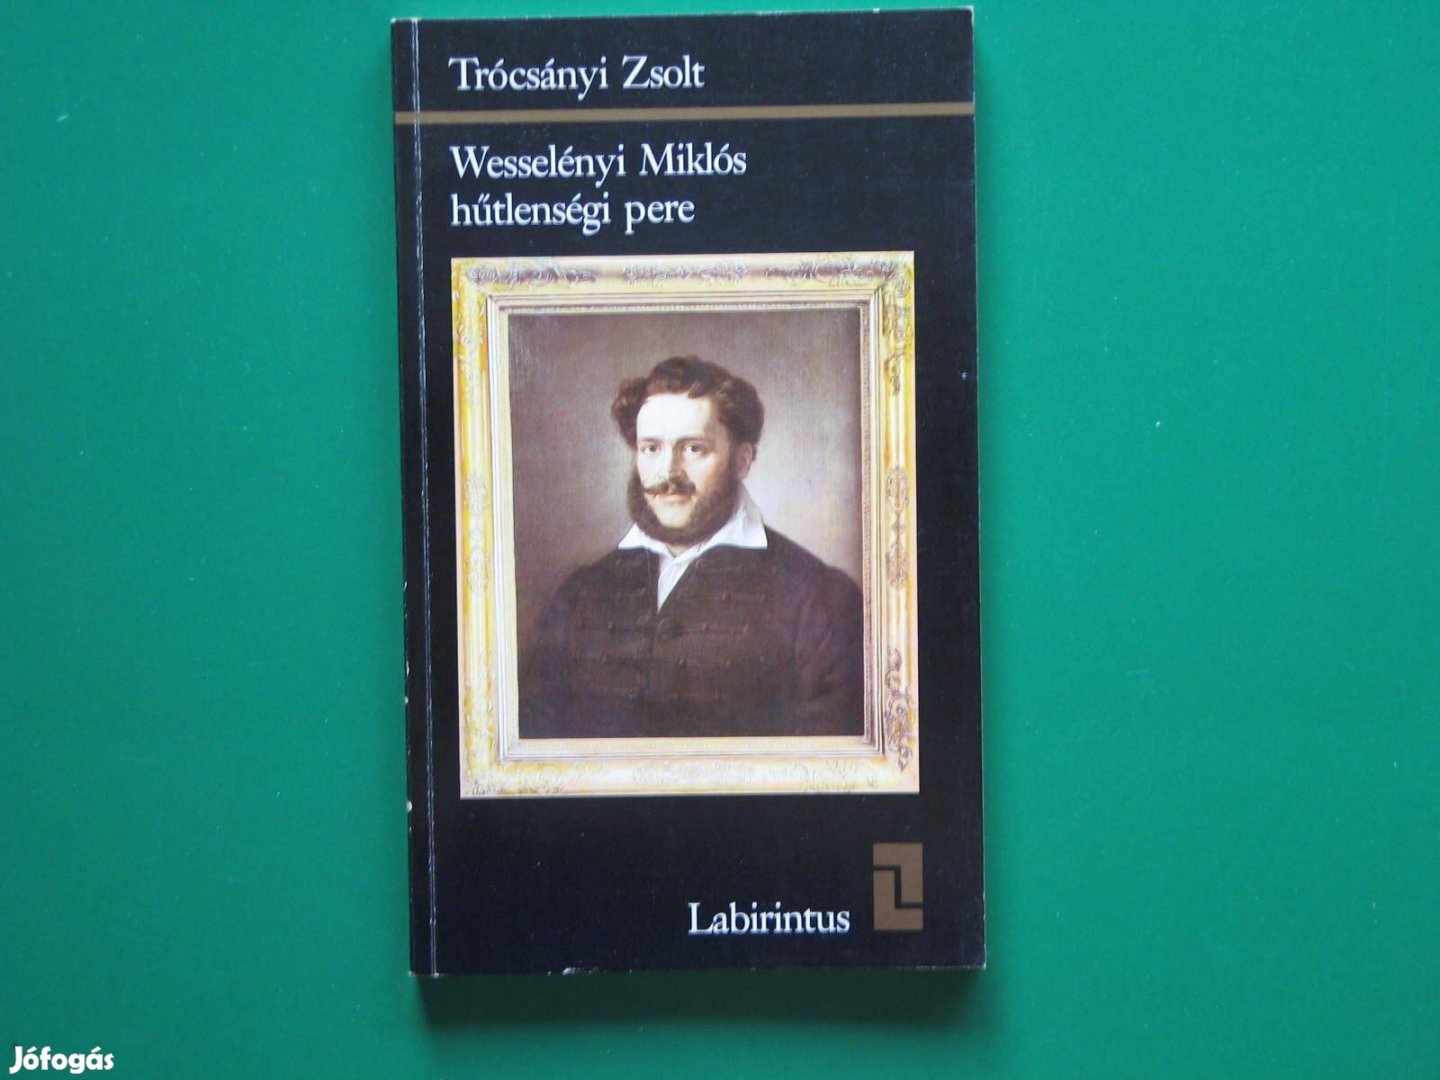 Trócsányi Zsolt
Wesselényi Miklós
hűtlenségi pere
Labirintus
Jófogás